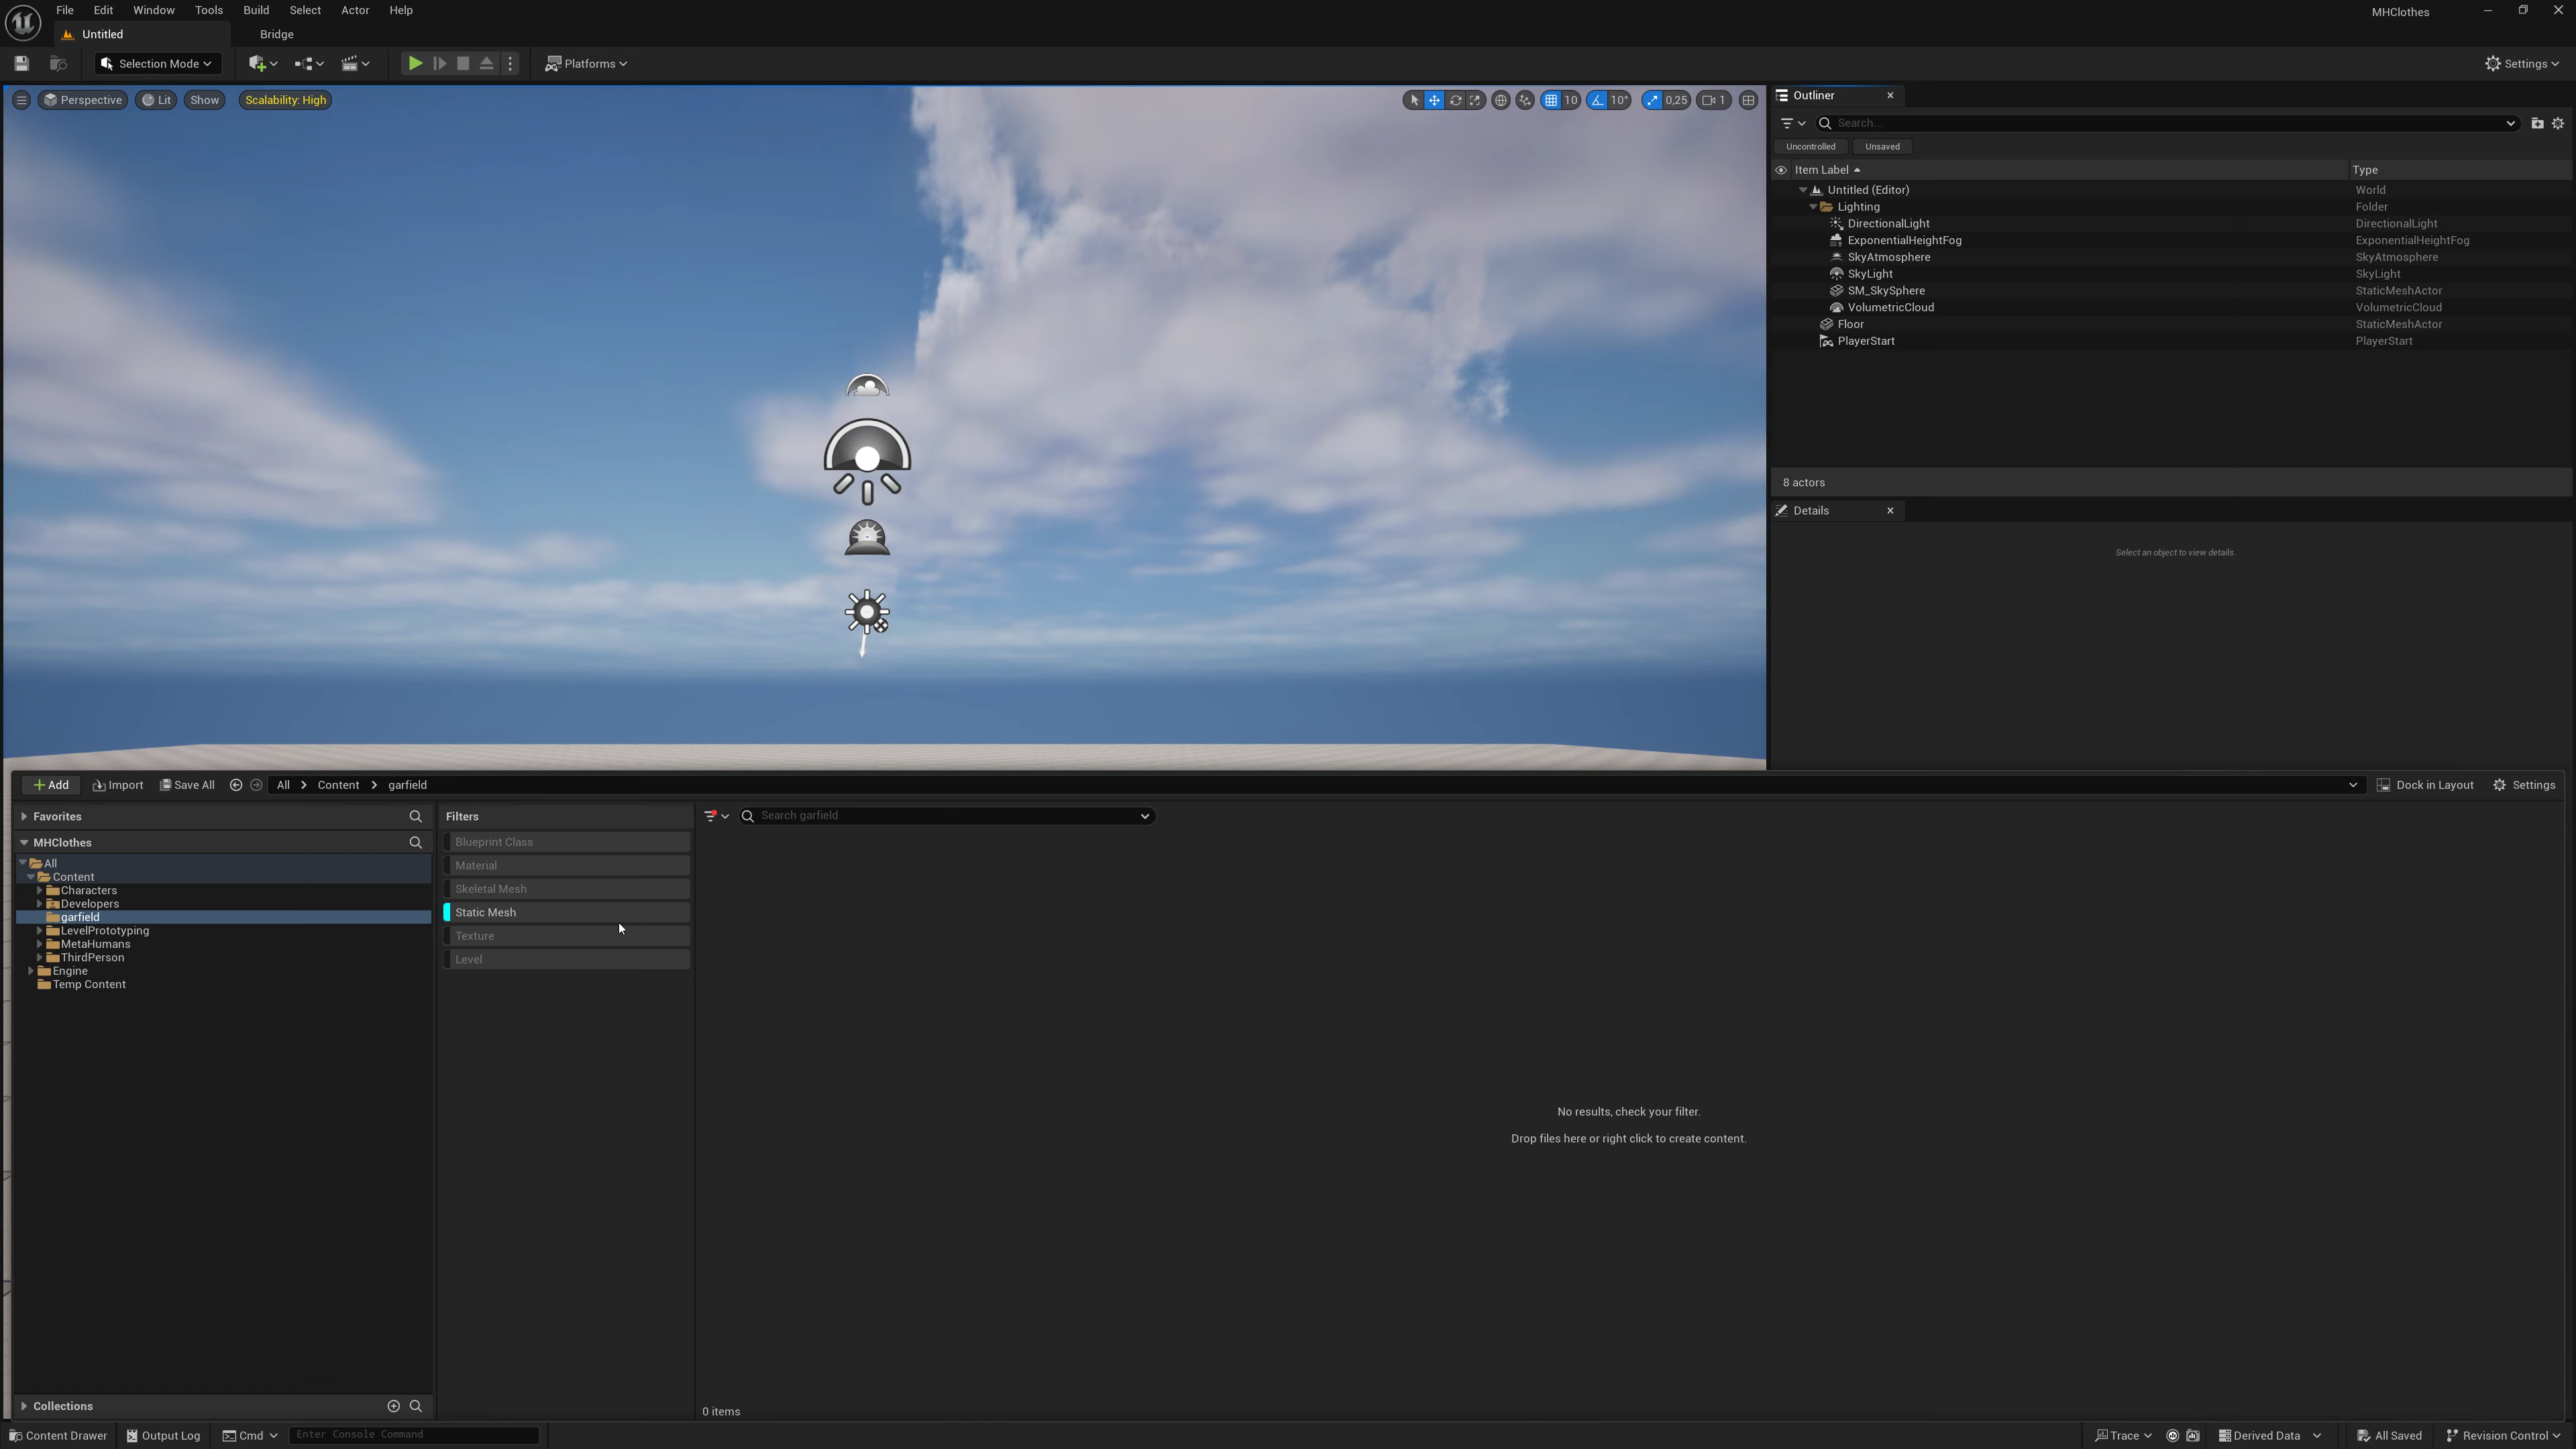 File Edit Window Tools Build Select Actor Help
MHClothes
Untitled
Bridge
Selection Mode
Platforms
Settings
Perspective
Lit
Show
Scalability: High
10
10°
0,25
1
Outliner
Search...
Uncontrolled
Unsaved
Item Label
Type
Untitled (Editor)
World
Lighting
Folder
DirectionalLight
DirectionalLight
ExponentialHeightFog
ExponentialHeightFog
SkyAtmosphere
SkyAtmosphere
SkyLight
SkyLight
SM_SkySphere
StaticMeshActor
VolumetricCloud
VolumetricCloud
Floor
StaticMeshActor
PlayerStart
PlayerStart
8 actors
Details
Select an object to view details.
Add
Import
Save All
All
Content
garfield
Dock in Layout
Settings
Favorites
MHClothes
All
Content
Characters
Developers
garfield
LevelPrototyping
MetaHumans
ThirdPerson
Engine
Temp Content
Collections
Filters
Blueprint Class
Material
Skeletal Mesh
Static Mesh
Texture
Level
Search garfield
No results, check your filter.
Drop files here or right click to create content.
0 items
Content Drawer
Output Log
Cmd
Enter Console Command
Trace
Derived Data
All Saved
Revision Control